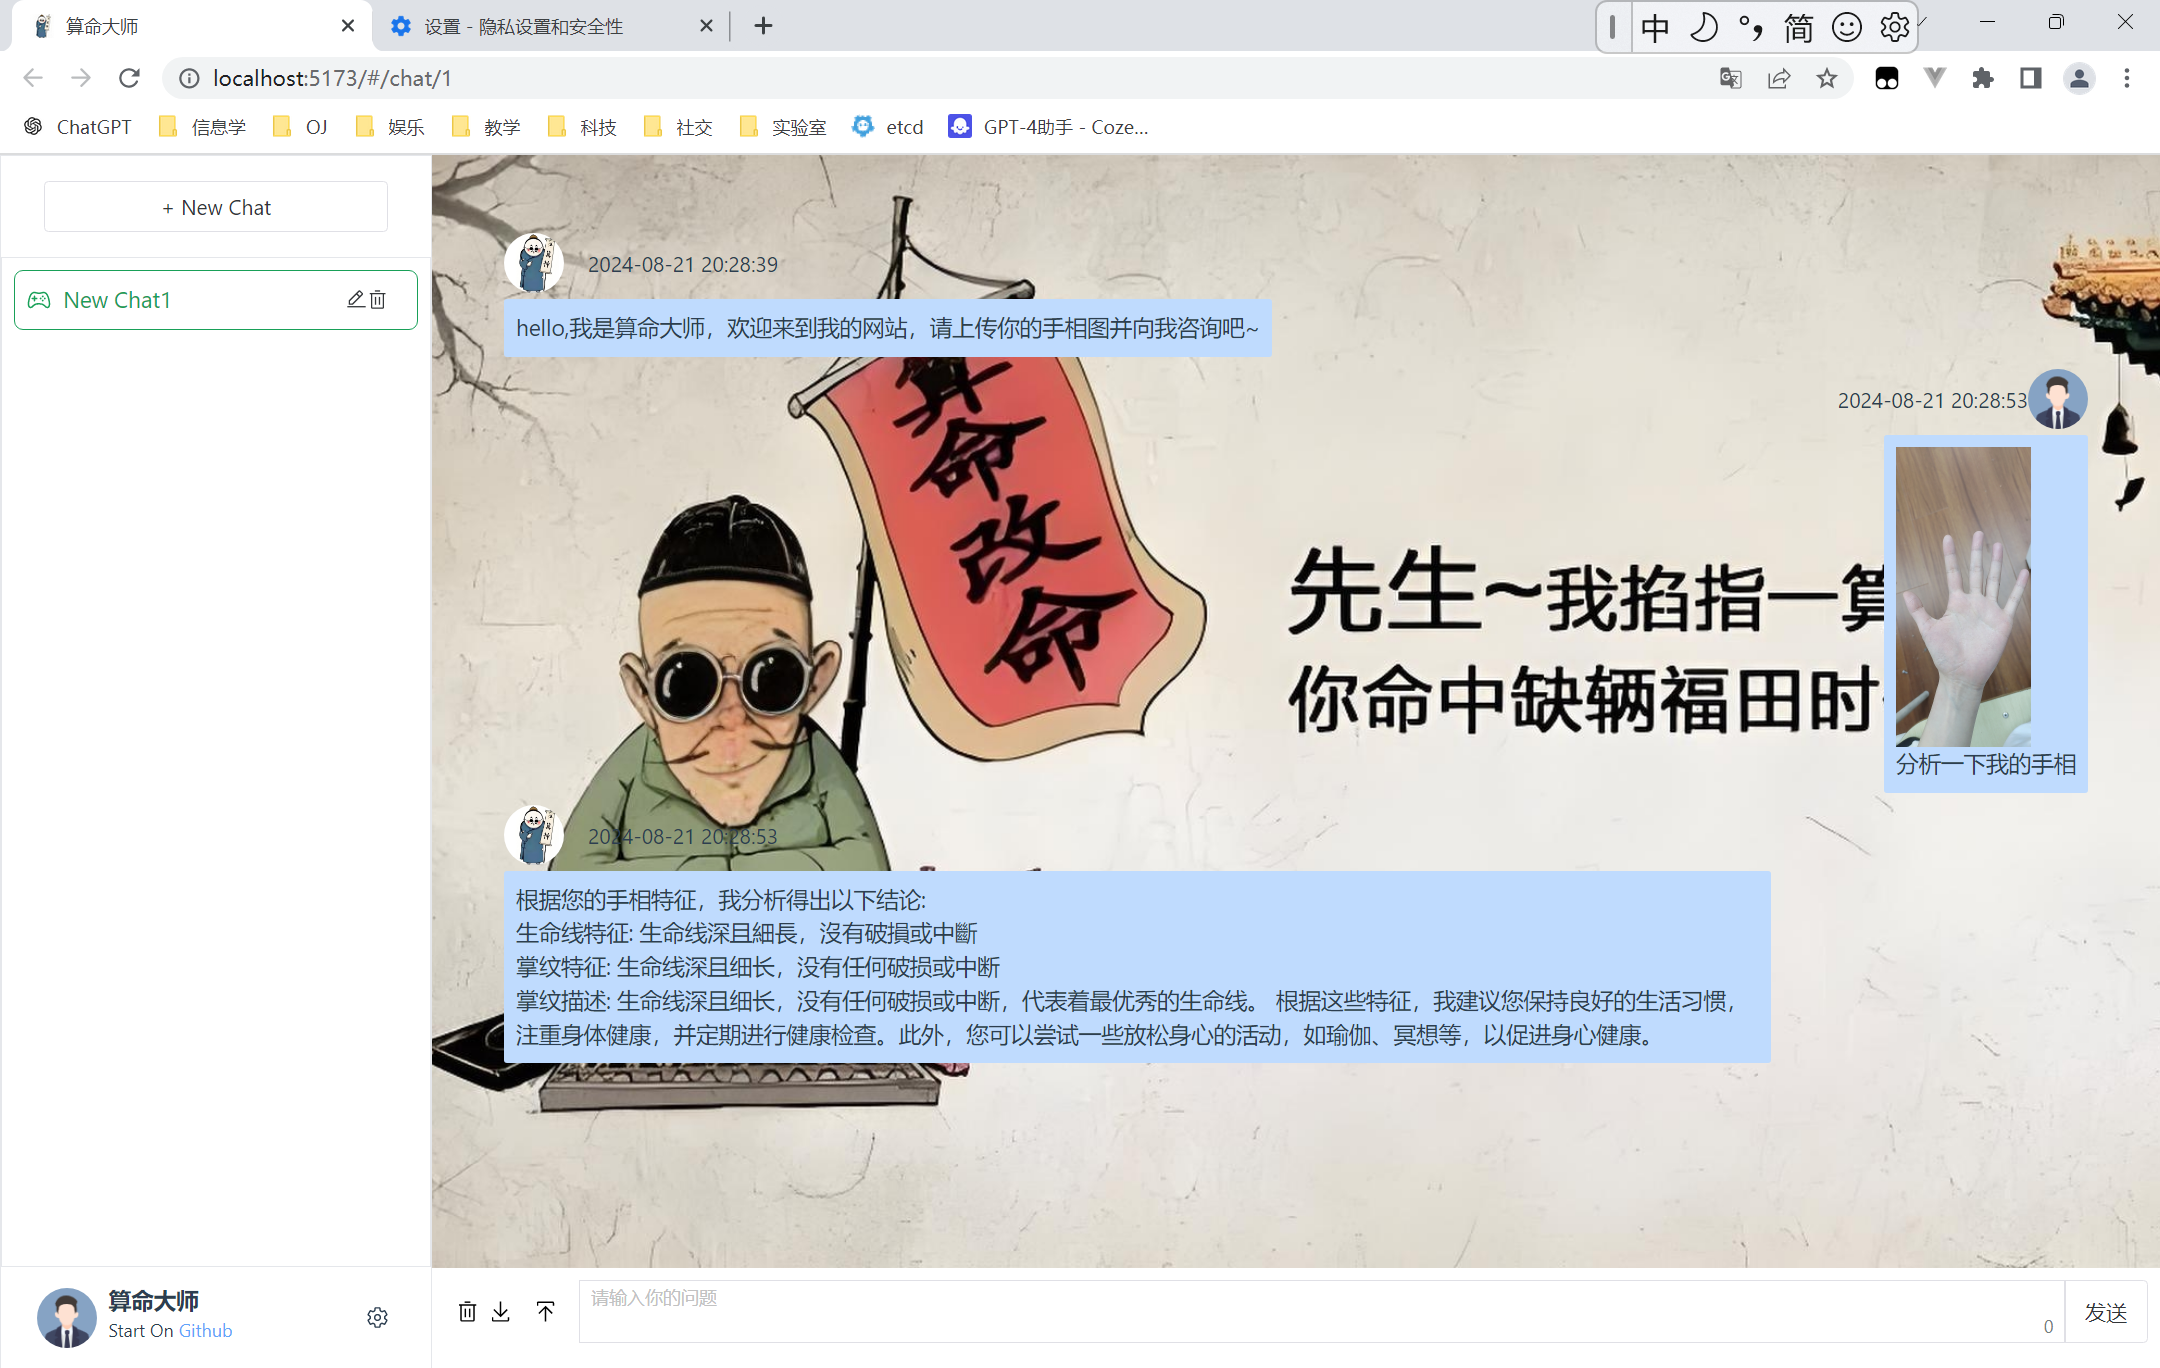 算命大师
设置 - 隐私设置和安全性
中
简
localhost:5173/#/chat/1
ChatGPT
信息学
OJ
娱乐
教学
科技
社交
实验室
etcd
GPT-4助手 - Coze...
+ New Chat
New Chat1
2024-08-21 20:28:39
hello,我是算命大师，欢迎来到我的网站，请上传你的手相图并向我咨询吧~
算命改命
2024-08-21 20:28:53
先生~我掐指一算
你命中缺辆福田时
分析一下我的手相
2024-08-21 20:28:53
根据您的手相特征，我分析得出以下结论:
生命线特征: 生命线深且細長，沒有破損或中斷
掌纹特征: 生命线深且细长，没有任何破损或中断
掌纹描述: 生命线深且细长，没有任何破损或中断，代表着最优秀的生命线。 根据这些特征，我建议您保持良好的生活习惯，
注重身体健康，并定期进行健康检查。此外，您可以尝试一些放松身心的活动，如瑜伽、冥想等，以促进身心健康。
算命大师
Start On Github
请输入你的问题
0
发送